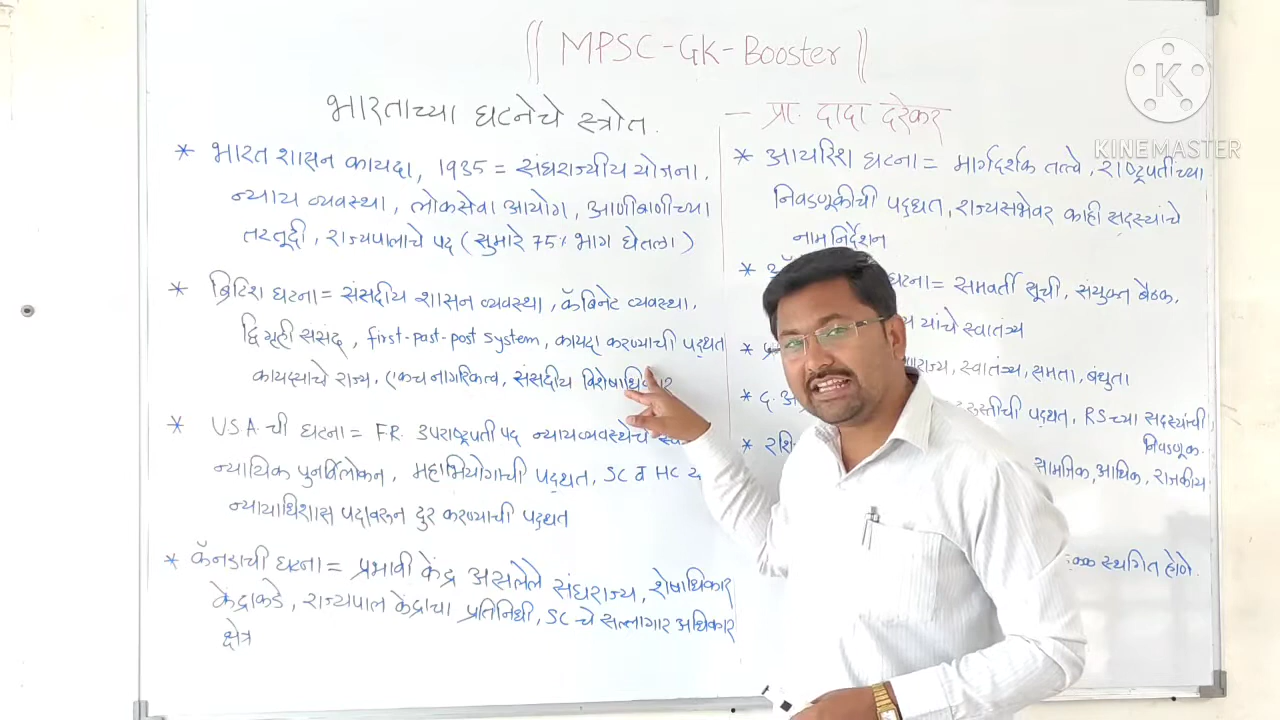 || MPSC-GK-Booster ||
भारताच्या घटनेचे स्त्रोत.
— प्रा. दादा दरेकर
* भारत शासन कायदा, 1935 = संघराज्यीय योजना,
न्याय व्यवस्था, लोकसेवा आयोग, आणीबाणीच्या
तरतूदी, राज्यपालाचे पद (सुमारे 75% भाग घेतला)
* ब्रिटिश घटना = संसदीय शासन व्यवस्था, कॅबिनेट व्यवस्था,
द्विगृही संसद, first-past-post system, कायदा करण्याची पद्धत
कायद्याचे राज्य, एकच नागरिकत्व, संसदीय विशेषाधिकार
* U.S.A. ची घटना = F.R. उपराष्ट्रपती पद न्यायव्यवस्थेचे
न्यायिक पुनर्विलोकन, महाभियोगाची पद्धत, SC व HC
न्यायाधिशास पदावरून दुर करण्याची पद्धत
* कॅनडाची घटना = प्रभावी केंद्र असलेले संघराज्य, शेषाधिकार
केंद्राकडे, राज्यपाल केंद्राचा प्रतिनिधी, SC चे सल्लागार अधिकार
क्षेत्र
* आयरिश घटना = मार्गदर्शक तत्वे, राष्ट्रपतींच्या
निवडणूकीची पद्धत, राज्यसभेवर काही सदस्यांचे
नामनिर्देशन
* घटना = समवर्ती सूची, संयुक्त बैठक,
यांचे स्वातंत्र्य
* स्वातंत्र्य, समता, बंधुता
* द. पद्धत, RS च्या सदस्यांची
निवडणूक.
* रशि सामाजिक, आर्थिक, राजकीय
स्थगित होणे.
K
KINEMASTER